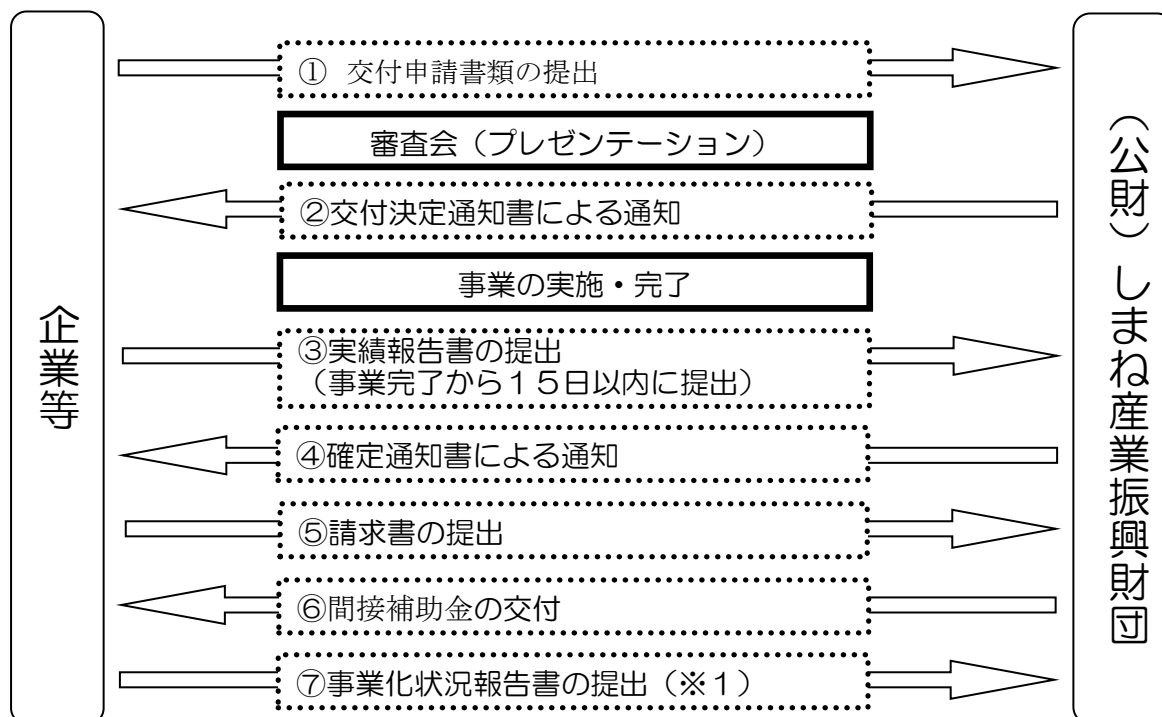 企業等
① 交付申請書類の提出
審査会（プレゼンテーション）
②交付決定通知書による通知
事業の実施・完了
③実績報告書の提出
（事業完了から１５日以内に提出）
④確定通知書による通知
⑤請求書の提出
⑥間接補助金の交付
⑦事業化状況報告書の提出（※１）
（公財）しまね産業振興財団